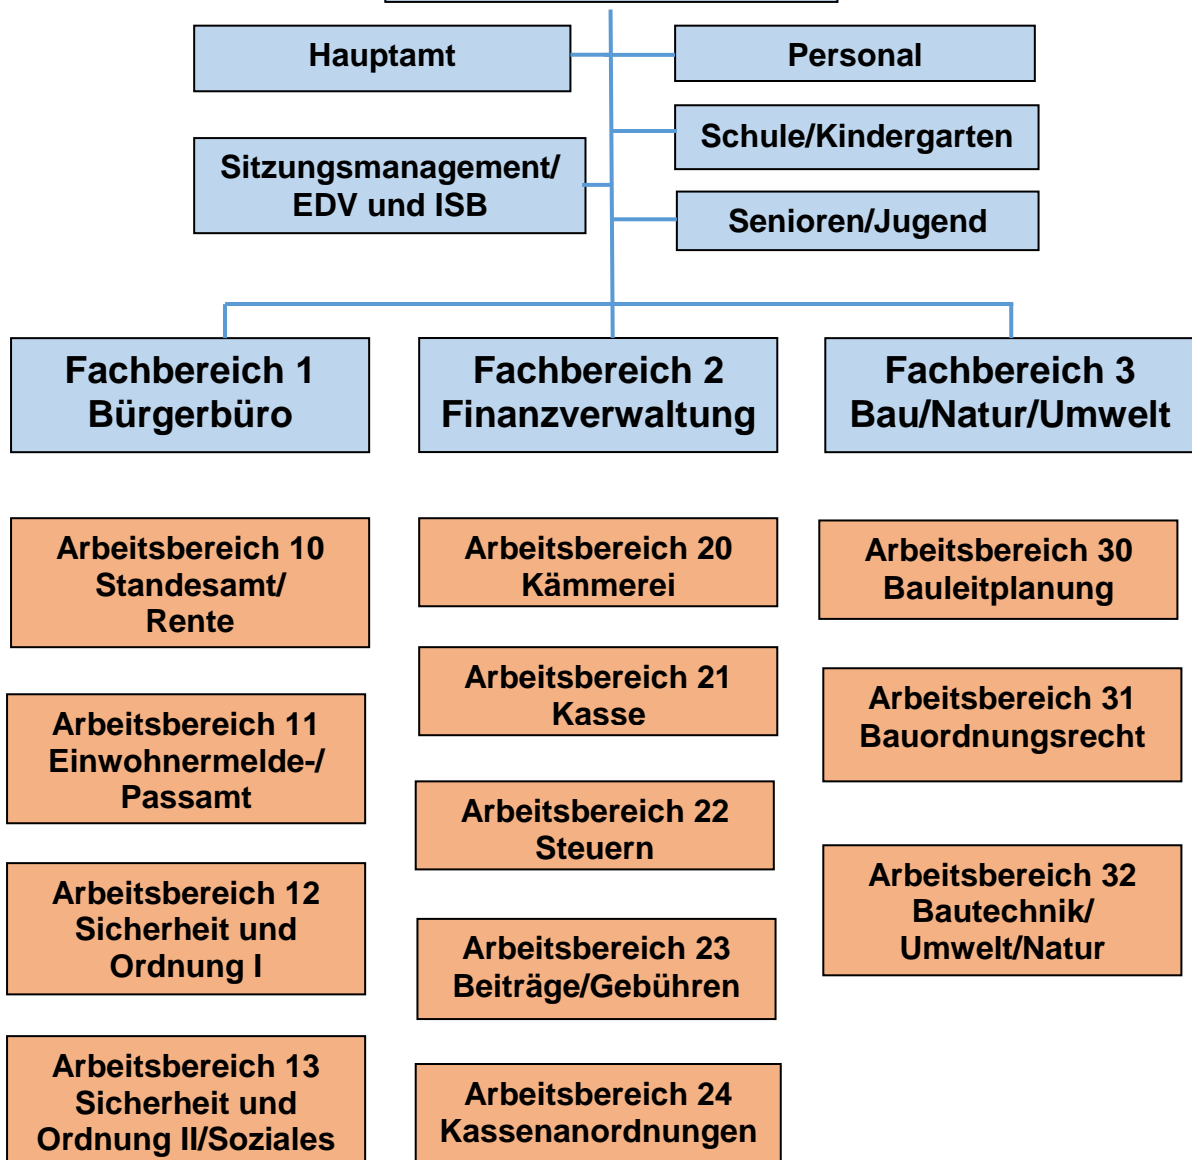 Hauptamt
Personal
Schule/Kindergarten
Sitzungsmanagement/
EDV und ISB
Senioren/Jugend
Fachbereich 1
Bürgerbüro
Fachbereich 2
Finanzverwaltung
Fachbereich 3
Bau/Natur/Umwelt
Arbeitsbereich 10
Standesamt/
Rente
Arbeitsbereich 11
Einwohnermelde-/
Passamt
Arbeitsbereich 12
Sicherheit und
Ordnung I
Arbeitsbereich 13
Sicherheit und
Ordnung II/Soziales
Arbeitsbereich 20
Kämmerei
Arbeitsbereich 21
Kasse
Arbeitsbereich 22
Steuern
Arbeitsbereich 23
Beiträge/Gebühren
Arbeitsbereich 24
Kassenanordnungen
Arbeitsbereich 30
Bauleitplanung
Arbeitsbereich 31
Bauordnungsrecht
Arbeitsbereich 32
Bautechnik/
Umwelt/Natur